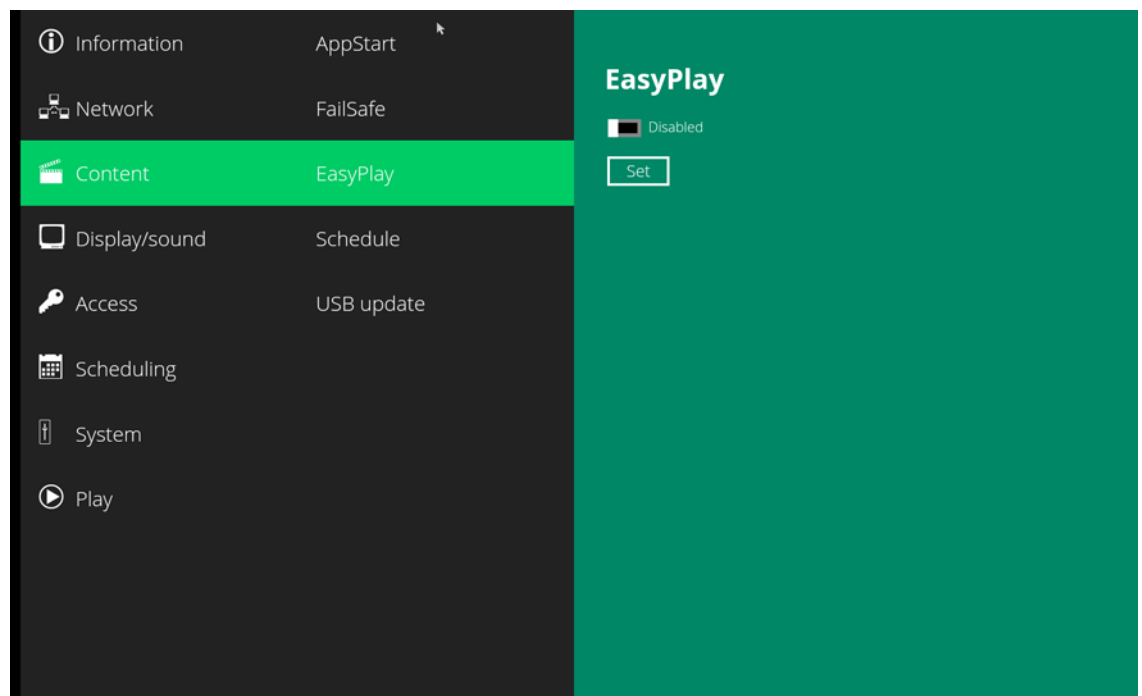 Information
Network
Content
Display/sound
Access
Scheduling
System
Play
AppStart
FailSafe
EasyPlay
Schedule
USB update
EasyPlay
Disabled
Set